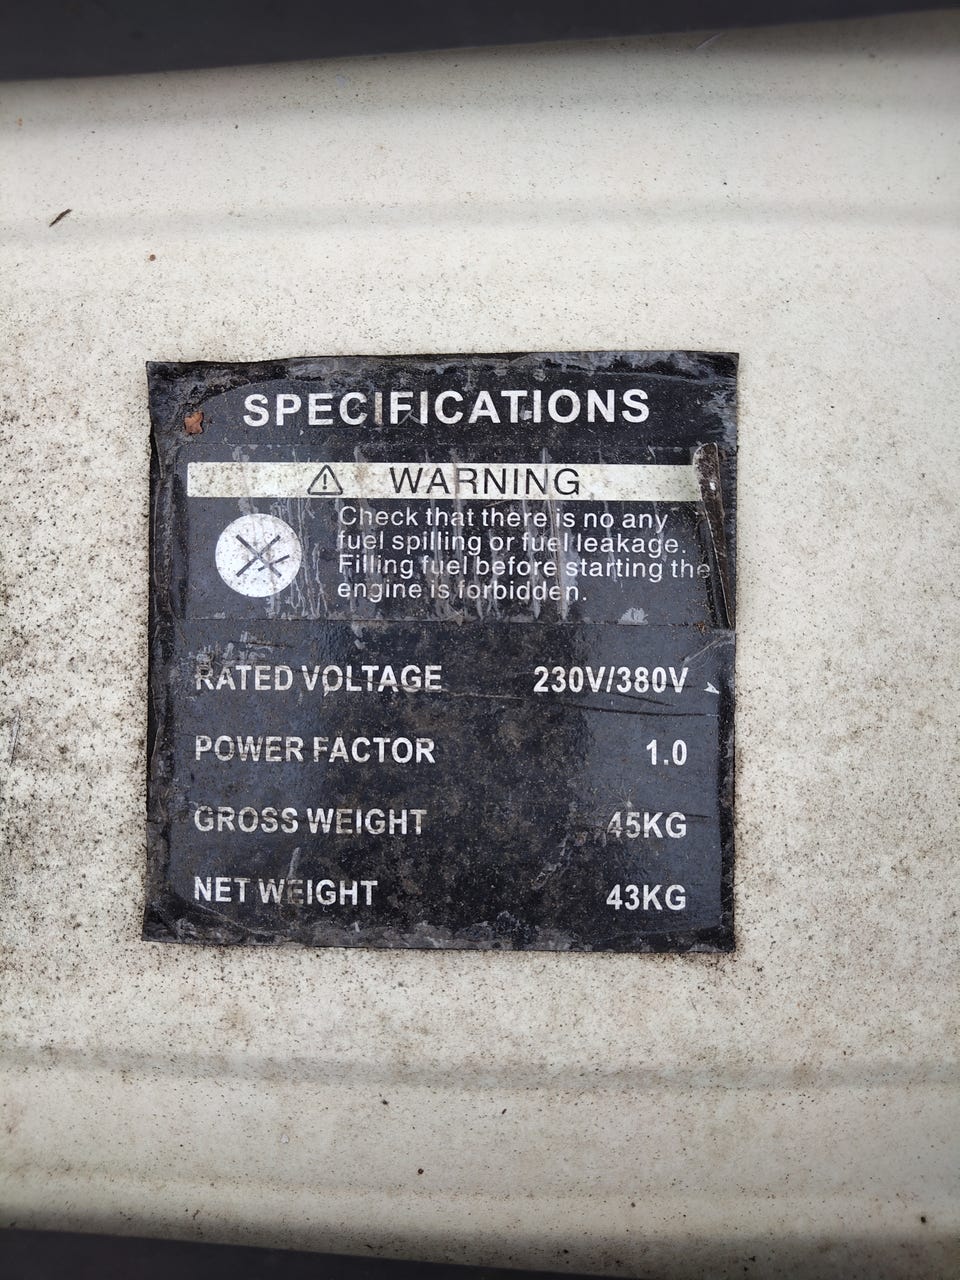 SPECIFICATIONS
WARNING
Check that there is no any
fuel spilling or fuel leakage.
Filling fuel before starting the
engine is forbidden.
RATED VOLTAGE 230V/380V
POWER FACTOR 1.0
GROSS WEIGHT 45KG
NET WEIGHT 43KG